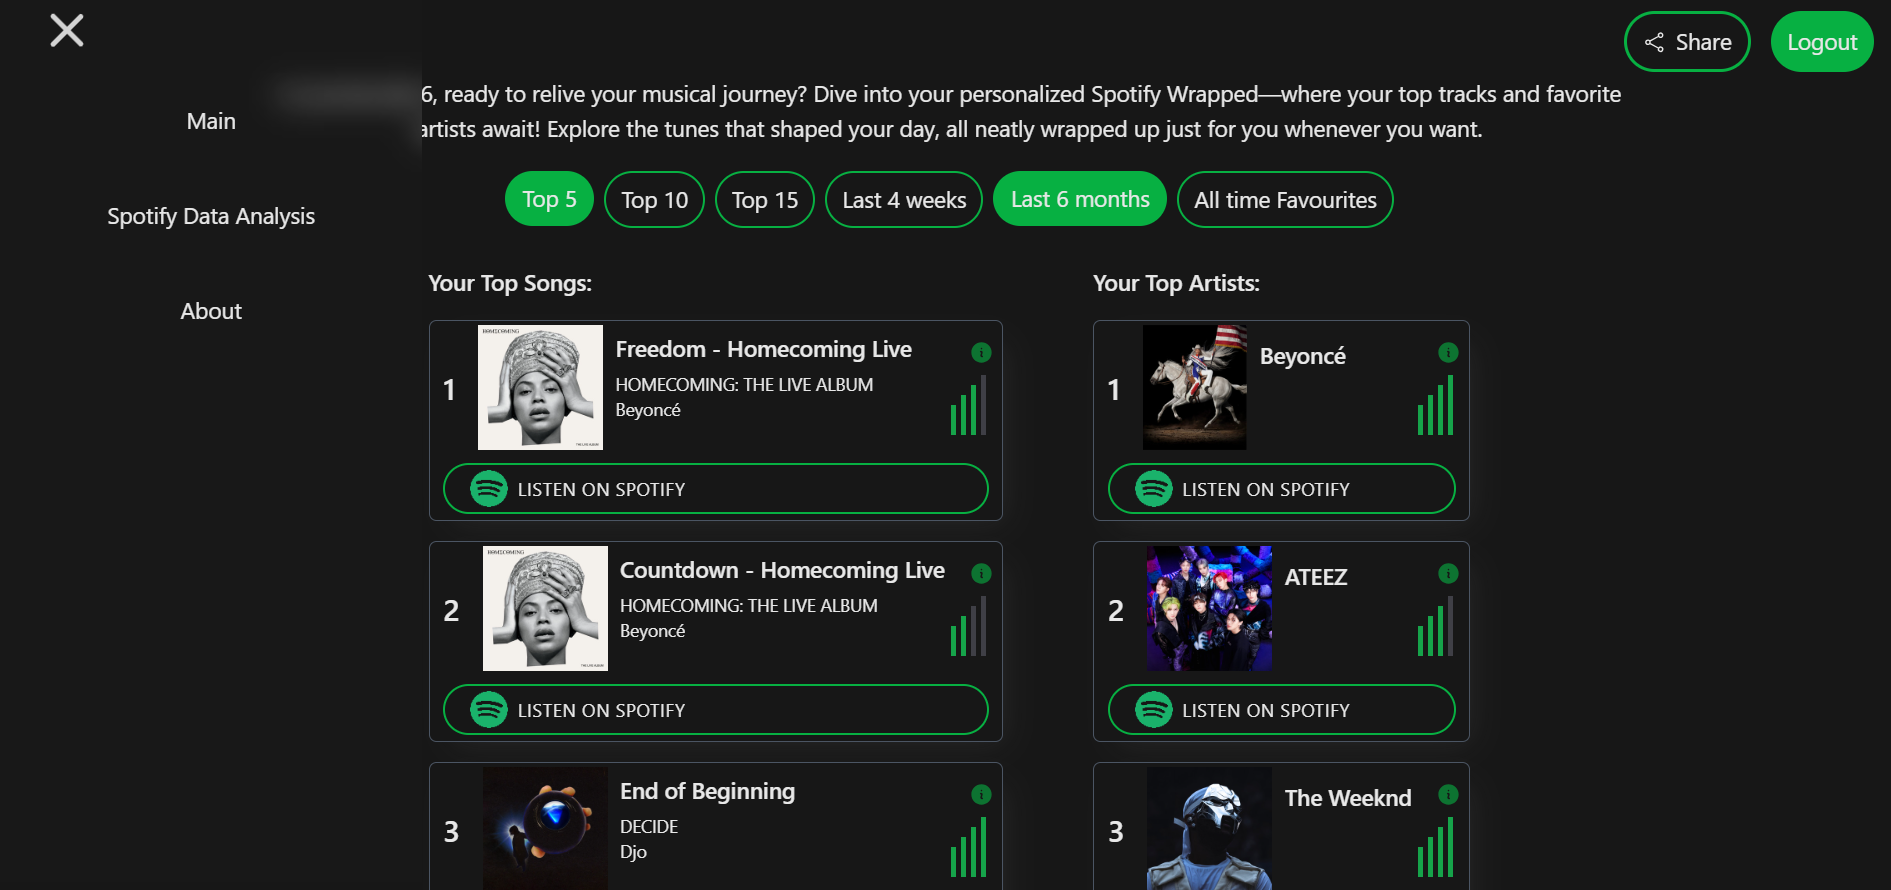 Share
Logout
Main
Spotify Data Analysis
About
6, ready to relive your musical journey? Dive into your personalized Spotify Wrapped—where your top tracks and favorite
artists await! Explore the tunes that shaped your day, all neatly wrapped up just for you whenever you want.
Top 5
Top 10
Top 15
Last 4 weeks
Last 6 months
All time Favourites
Your Top Songs:
1
Freedom - Homecoming Live
HOMECOMING: THE LIVE ALBUM
Beyoncé
LISTEN ON SPOTIFY
2
Countdown - Homecoming Live
HOMECOMING: THE LIVE ALBUM
Beyoncé
LISTEN ON SPOTIFY
3
End of Beginning
DECIDE
Djo
Your Top Artists:
1
Beyoncé
LISTEN ON SPOTIFY
2
ATEEZ
LISTEN ON SPOTIFY
3
The Weeknd